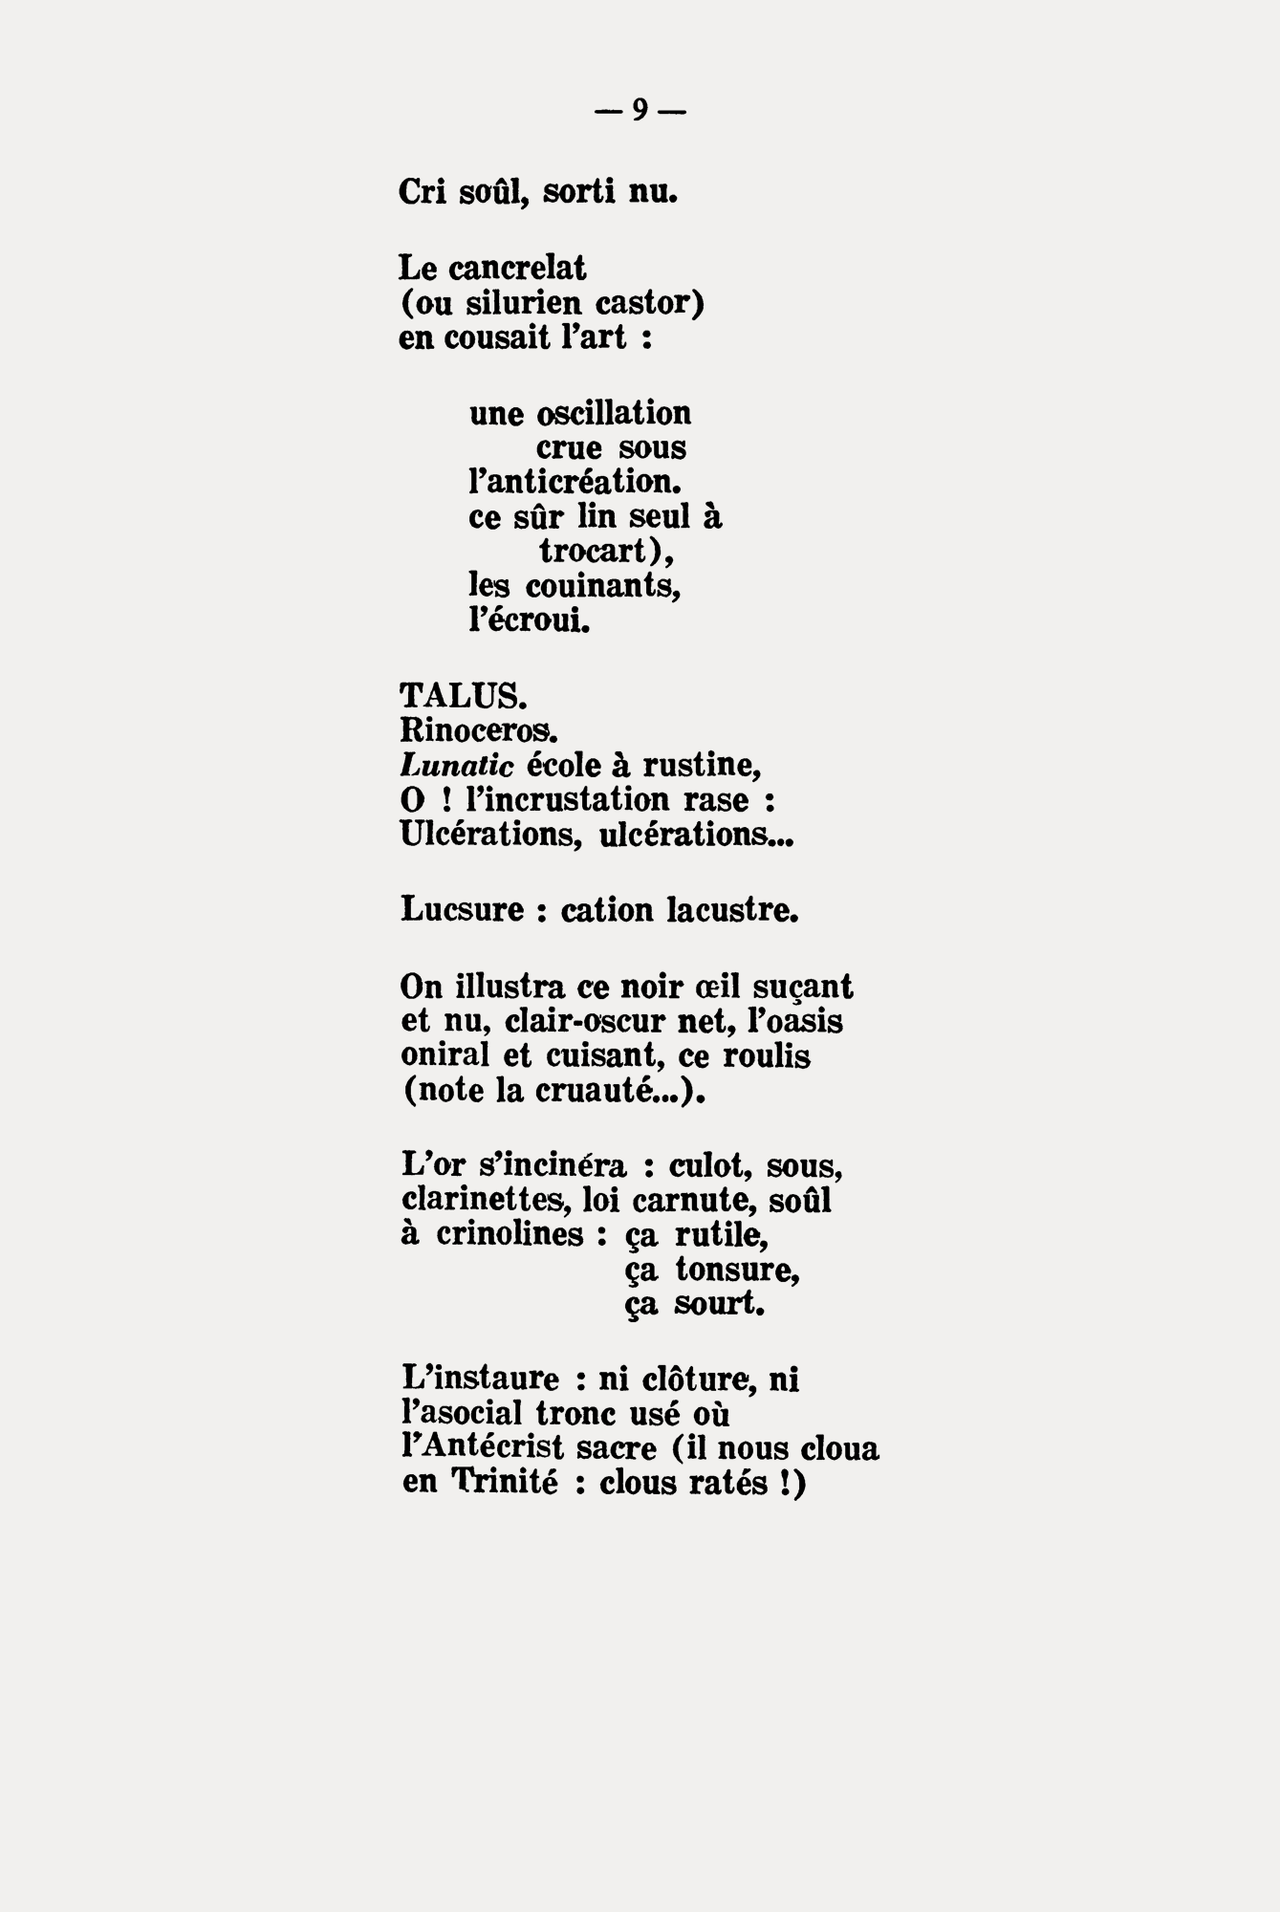 — 9 —
Cri soûl, sorti nu.
Le cancrelat
(ou silurien castor)
en cousait l'art :
une oscillation
crue sous
l'anticréation.
ce sûr lin seul à
trocart),
les couinants,
l'écroui.
TALUS.
Rinoceros.
Lunatic école à rustine,
O ! l'incrustation rase :
Ulcérations, ulcérations...
Lucsure : cation lacustre.
On illustra ce noir œil suçant
et nu, clair-oscur net, l'oasis
oniral et cuisant, ce roulis
(note la cruauté...).
L'or s'incinéra : culot, sous,
clarinettes, loi carnute, soûl
à crinolines : ça rutile,
ça tonsure,
ça sourt.
L'instaure : ni clôture, ni
l'asocial tronc usé où
l'Antécrist sacre (il nous cloua
en Trinité : clous ratés !)